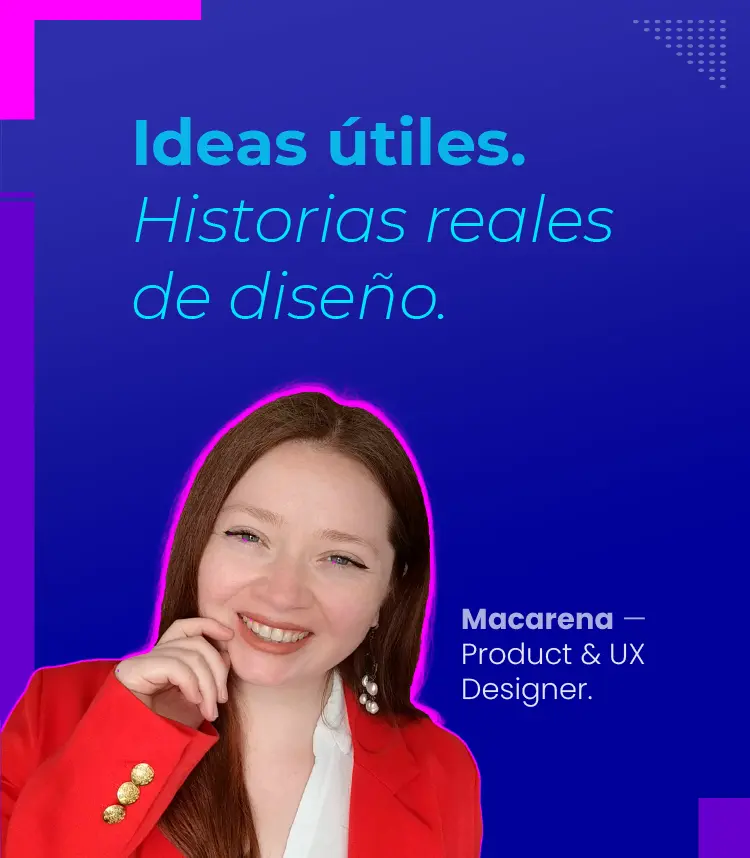 Ideas útiles.
Historias reales
de diseño.
Macarena —
Product & UX
Designer.